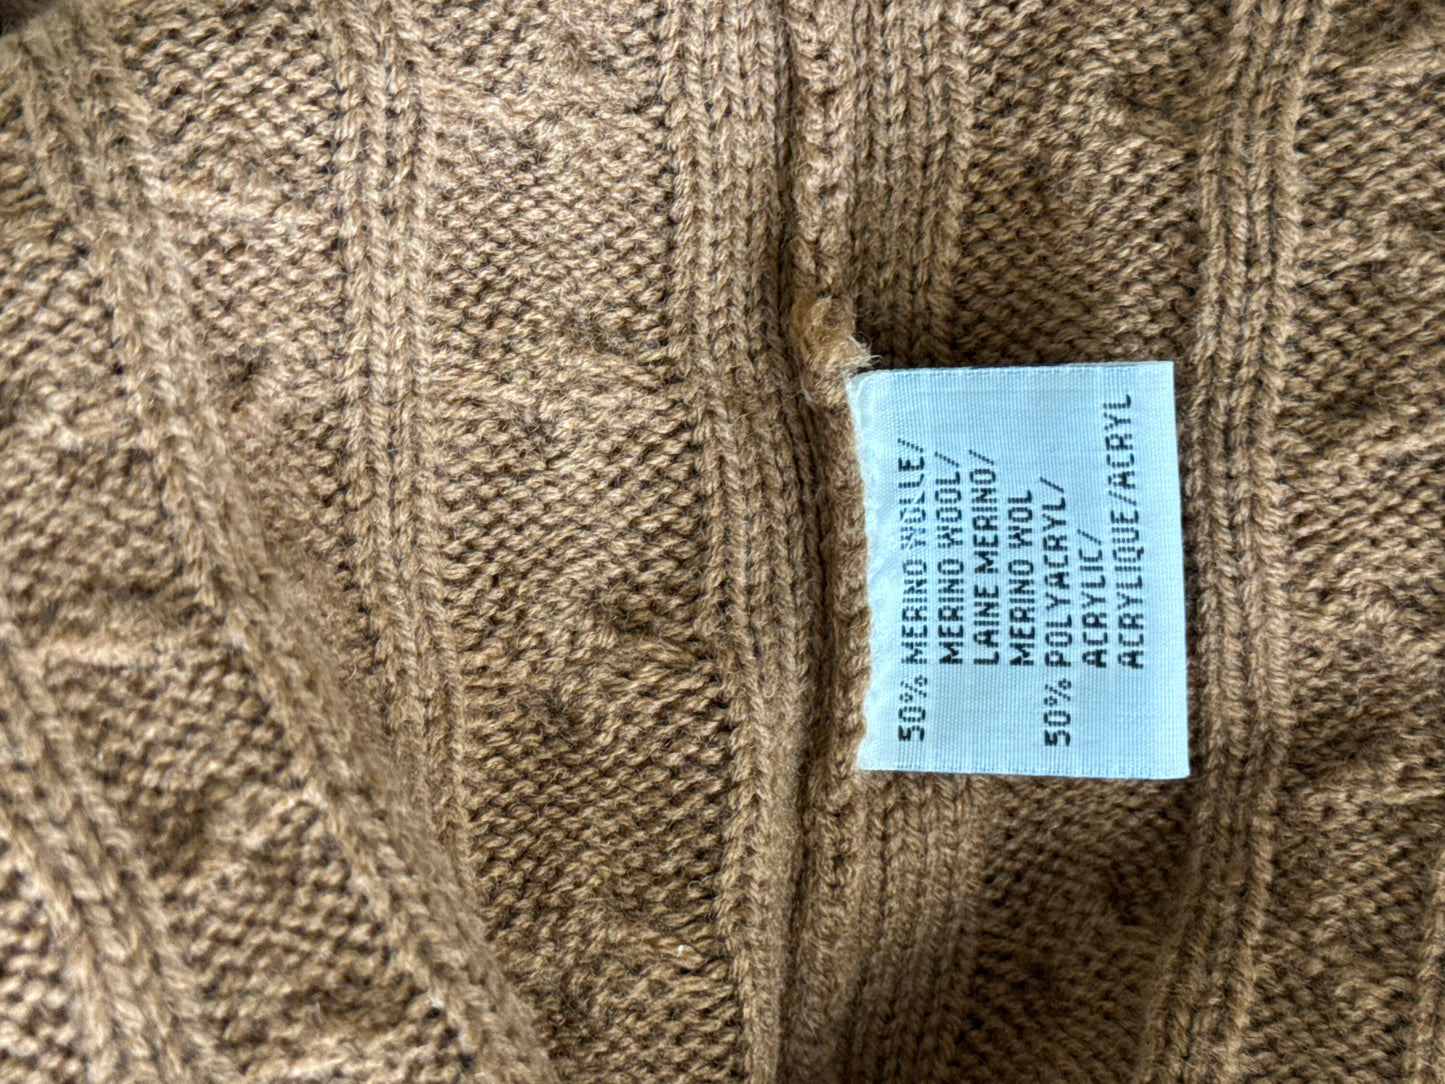 50% MERINO WOLLE/
MERINO WOOL/
LAINE MERINO/
MERINO WOL
50% POLYACRYL/
ACRYLIC/
ACRYLIQUE/ACRYL